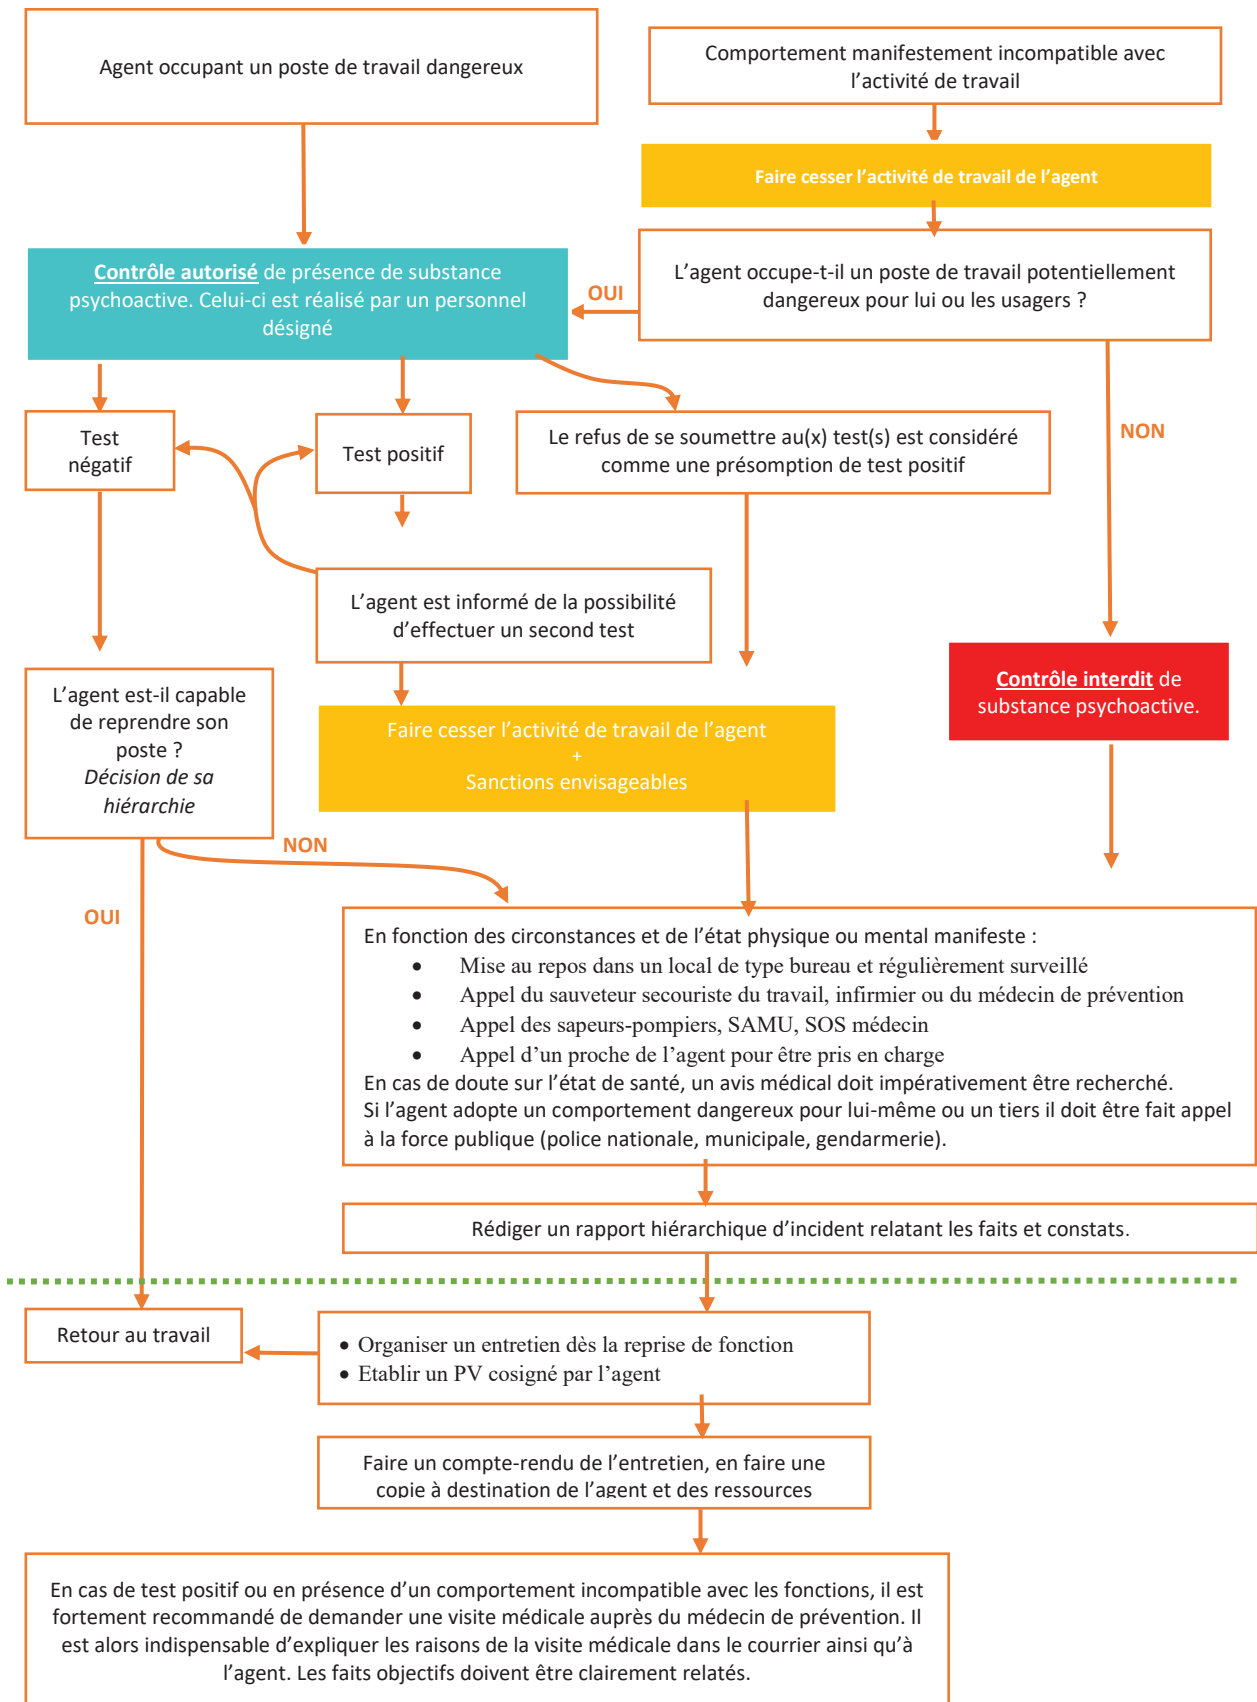 Agent occupant un poste de travail dangereux
Comportement manifestement incompatible avec
l'activité de travail
Faire cesser l'activité de travail de l'agent
Contrôle autorisé de présence de substance
psychoactive. Celui-ci est réalisé par un personnel
désigné
OUI
L'agent occupe-t-il un poste de travail potentiellement
dangereux pour lui ou les usagers ?
NON
Test
négatif
Test positif
Le refus de se soumettre au(x) test(s) est considéré
comme une présomption de test positif
L'agent est informé de la possibilité
d'effectuer un second test
L'agent est-il capable
de reprendre son
poste ?
Décision de sa
hiérarchie
Faire cesser l'activité de travail de l'agent
+
Sanctions envisageables
Contrôle interdit de
substance psychoactive.
NON
OUI
En fonction des circonstances et de l'état physique ou mental manifeste :
• Mise au repos dans un local de type bureau et régulièrement surveillé
• Appel du sauveteur secouriste du travail, infirmier ou du médecin de prévention
• Appel des sapeurs-pompiers, SAMU, SOS médecin
• Appel d'un proche de l'agent pour être pris en charge
En cas de doute sur l'état de santé, un avis médical doit impérativement être recherché.
Si l'agent adopte un comportement dangereux pour lui-même ou un tiers il doit être fait appel
à la force publique (police nationale, municipale, gendarmerie).
Rédiger un rapport hiérarchique d'incident relatant les faits et constats.
Retour au travail
• Organiser un entretien dès la reprise de fonction
• Etablir un PV cosigné par l'agent
Faire un compte-rendu de l'entretien, en faire une
copie à destination de l'agent et des ressources
En cas de test positif ou en présence d'un comportement incompatible avec les fonctions, il est
fortement recommandé de demander une visite médicale auprès du médecin de prévention. Il
est alors indispensable d'expliquer les raisons de la visite médicale dans le courrier ainsi qu'à
l'agent. Les faits objectifs doivent être clairement relatés.